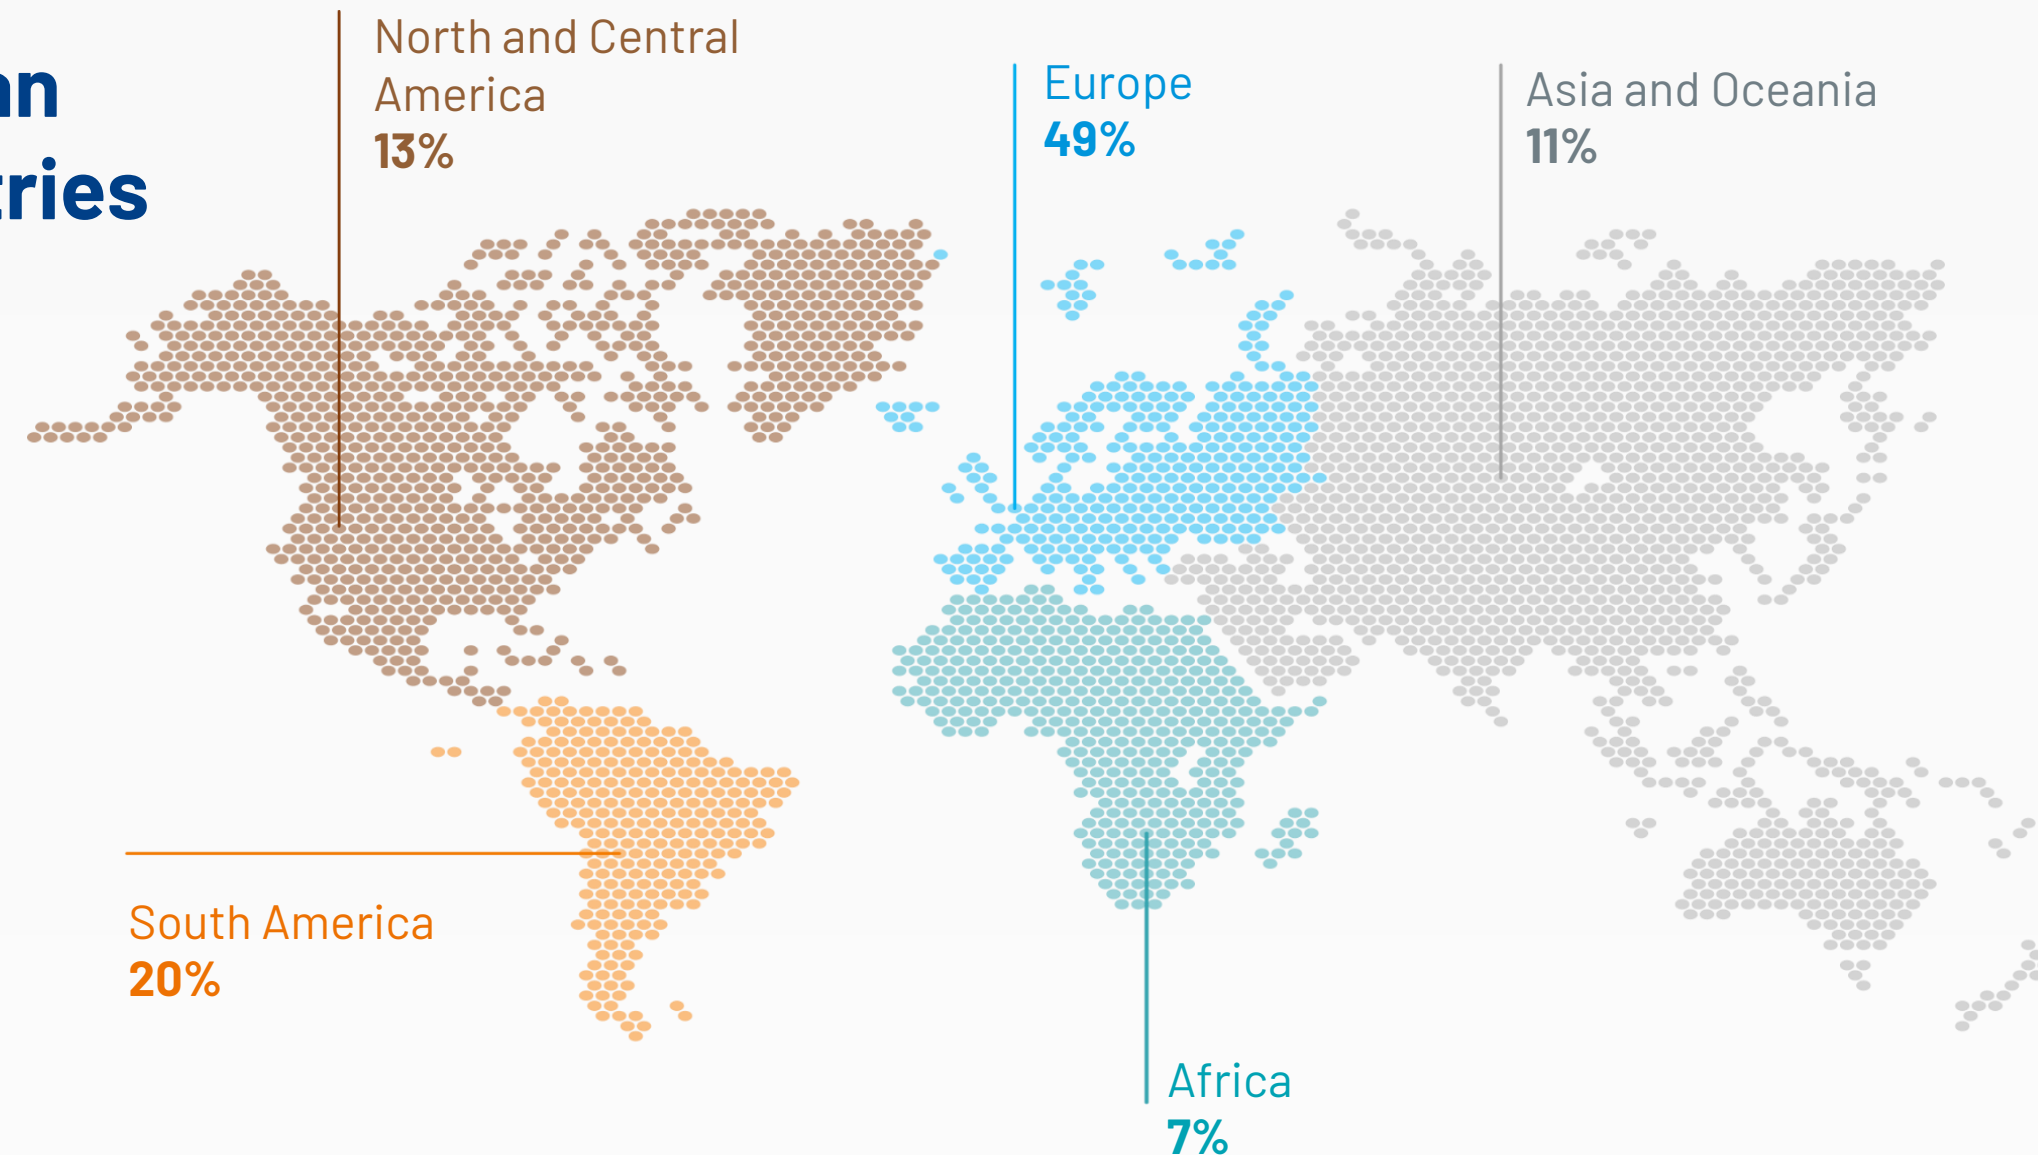 North and Central
America
13%
Europe
49%
Asia and Oceania
11%
South America
20%
Africa
7%